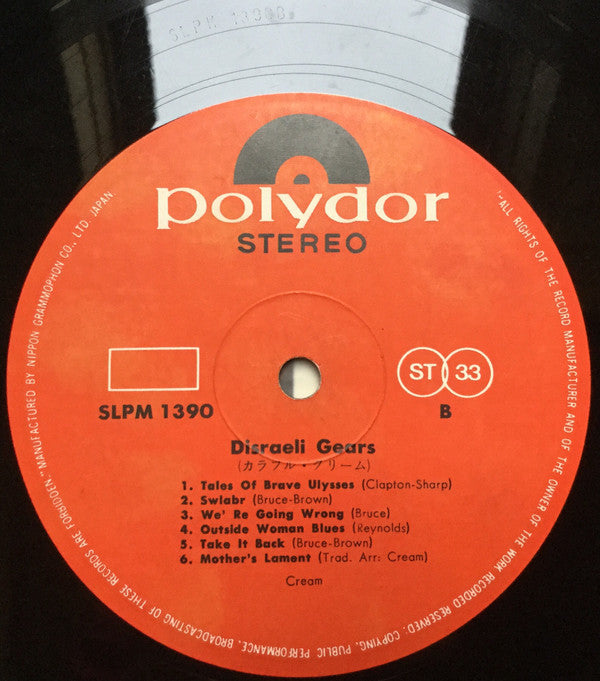 polydor
STEREO
SLPM 1390
ST 33
B
Disraeli Gears
(カラフル・クリーム)
1. Tales Of Brave Ulysses (Clapton-Sharp)
2. Swlabr (Bruce-Brown)
3. We' Re Going Wrong (Bruce)
4. Outside Woman Blues (Reynolds)
5. Take It Back (Bruce-Brown)
6. Mother's Lament (Trad. Arr: Cream)
Cream
"ALL RIGHTS OF THE RECORD MANUFACTURER AND OF THE OWNER OF THE WORK RECORDED RESERVED. COPYING, PUBLIC PERFORMANCE, BROADCASTING OF THESE RECORDS ARE FORBIDDEN" MANUFACTURED BY NIPPON GRAMMOPHON CO., LTD. JAPAN.